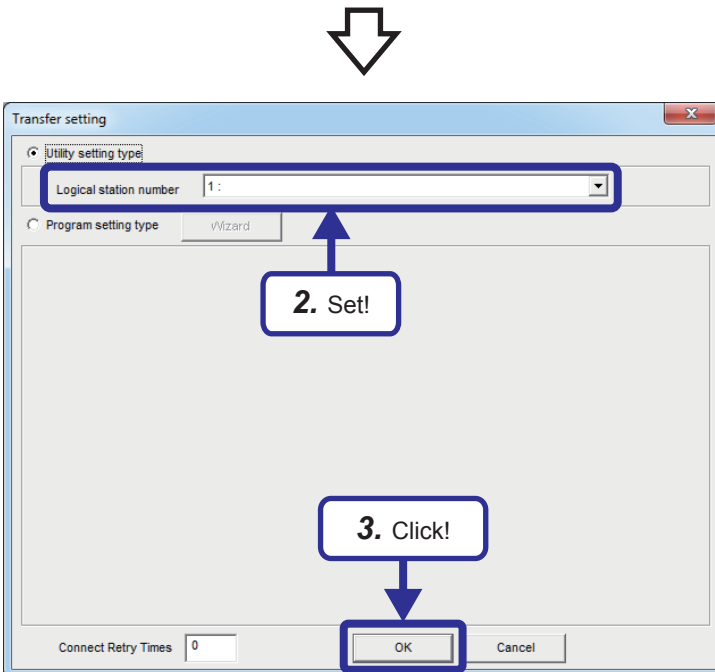 Transfer setting
x
Utility setting type
Logical station number 1 :
Program setting type Wizard
2. Set!
3. Click!
Connect Retry Times 0 OK Cancel